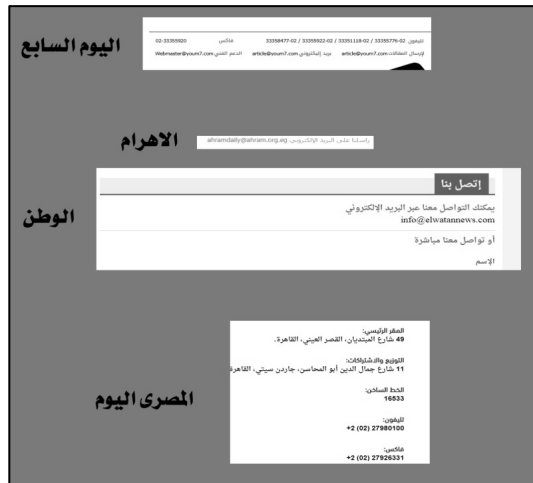 اليوم السابع
تليفون 02-33355776 / 02-33351118 / 02-33355922 / 02-33358477 فاكس 02-33355920
لإرسال المقالات article@youm7.com بريد إليكتروني article@youm7.com الدعم الفني Webmaster@youm7.com
الاهرام
راسلنا على البريد الإلكتروني ahramdaily@ahram.org.eg
الوطن
إتصل بنا
يمكنك التواصل معنا عبر البريد الإلكتروني
info@elwatannews.com
أو تواصل معنا مباشرة
الإسم
المصرى اليوم
المقر الرئيسي:
49 شارع المبتديان، القصر العيني، القاهرة.
التوزيع والاشتراكات:
11 شارع جمال الدين أبو المحاسن، جاردن سيتي، القاهرة
الخط الساخن:
16533
تليفون:
+2 (02) 27980100
فاكس:
+2 (02) 27926331